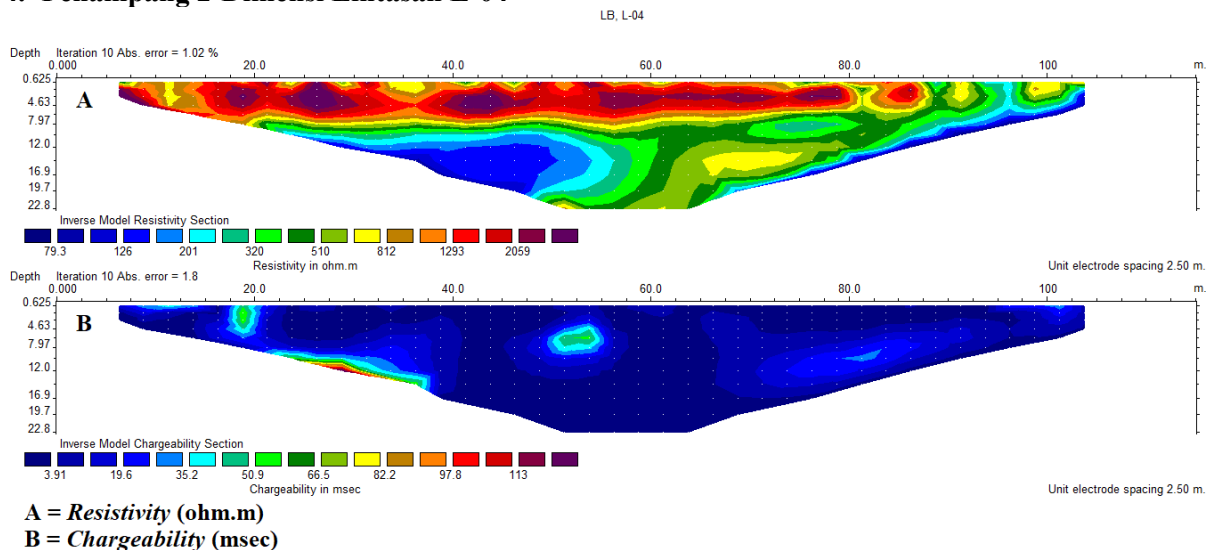 LB, L-04
Depth Iteration 10 Abs. error = 1.02 %
0.000 20.0 40.0 60.0 80.0 100 m.
0.625
A
4.63
7.97
12.0
16.9
19.7
22.8
Inverse Model Resistivity Section
79.3 126 201 320 510 812 1293 2059
Resistivity in ohm.m
Unit electrode spacing 2.50 m.
Depth Iteration 10 Abs. error = 1.8
0.000 20.0 40.0 60.0 80.0 100 m.
0.625
B
4.63
7.97
12.0
16.9
19.7
22.8
Inverse Model Chargeability Section
3.91 19.6 35.2 50.9 66.5 82.2 97.8 113
Chargeability in msec
Unit electrode spacing 2.50 m.
A = Resistivity (ohm.m)
B = Chargeability (msec)